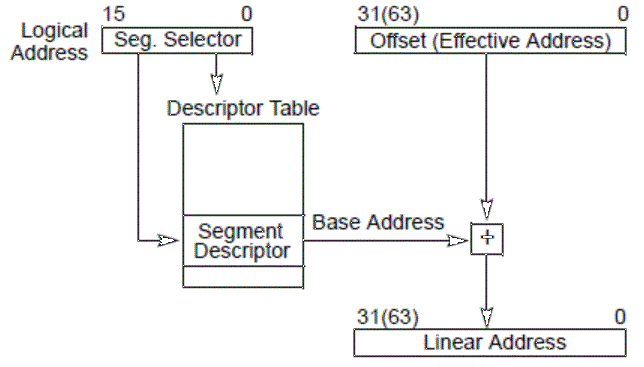 15 0
31(63) 0
Logical
Address
Seg. Selector
Offset (Effective Address)
Descriptor Table
Segment
Descriptor
Base Address
+
31(63) 0
Linear Address